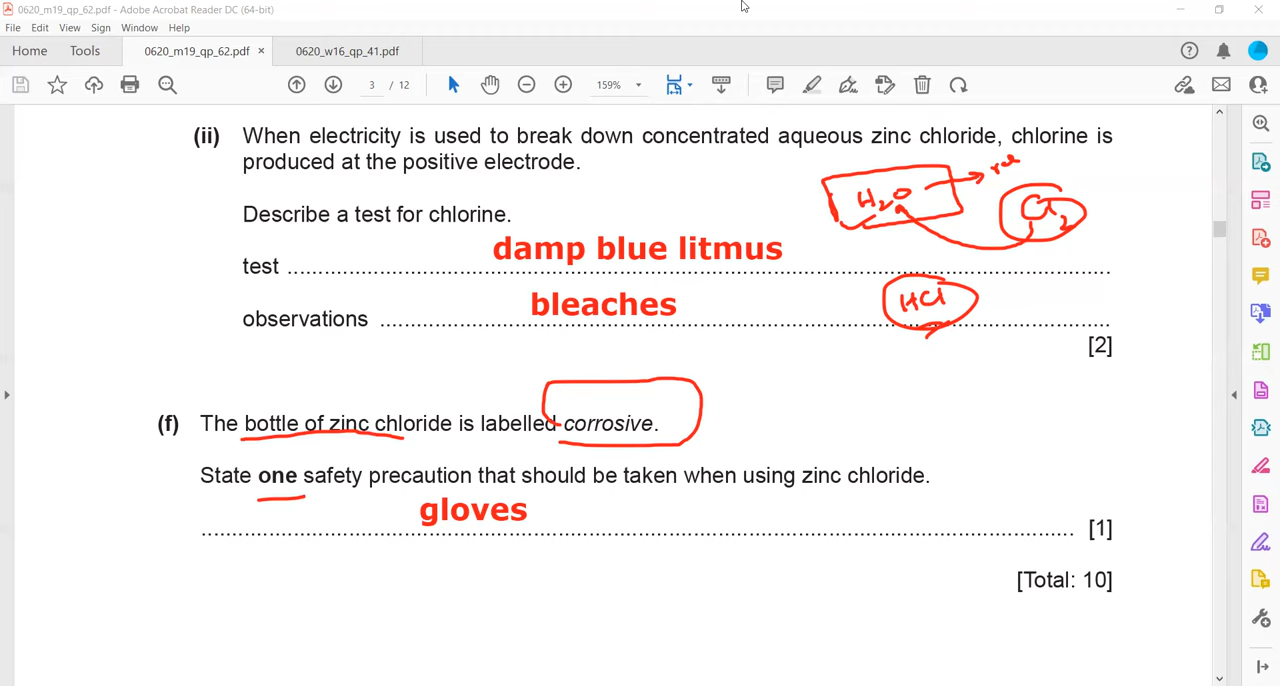 0620_m19_qp_62.pdf - Adobe Acrobat Reader DC (64-bit)
File Edit View Sign Window Help
Home Tools 0620_m19_qp_62.pdf × 0620_w16_qp_41.pdf
3 / 12 159%
(ii) When electricity is used to break down concentrated aqueous zinc chloride, chlorine is
produced at the positive electrode.
H2O
Cl2
Describe a test for chlorine.
damp blue litmus
test ................................................................
bleaches
HCl
observations ................................................................
[2]
(f) The bottle of zinc chloride is labelled corrosive.
State one safety precaution that should be taken when using zinc chloride.
gloves
................................................................ [1]
[Total: 10]